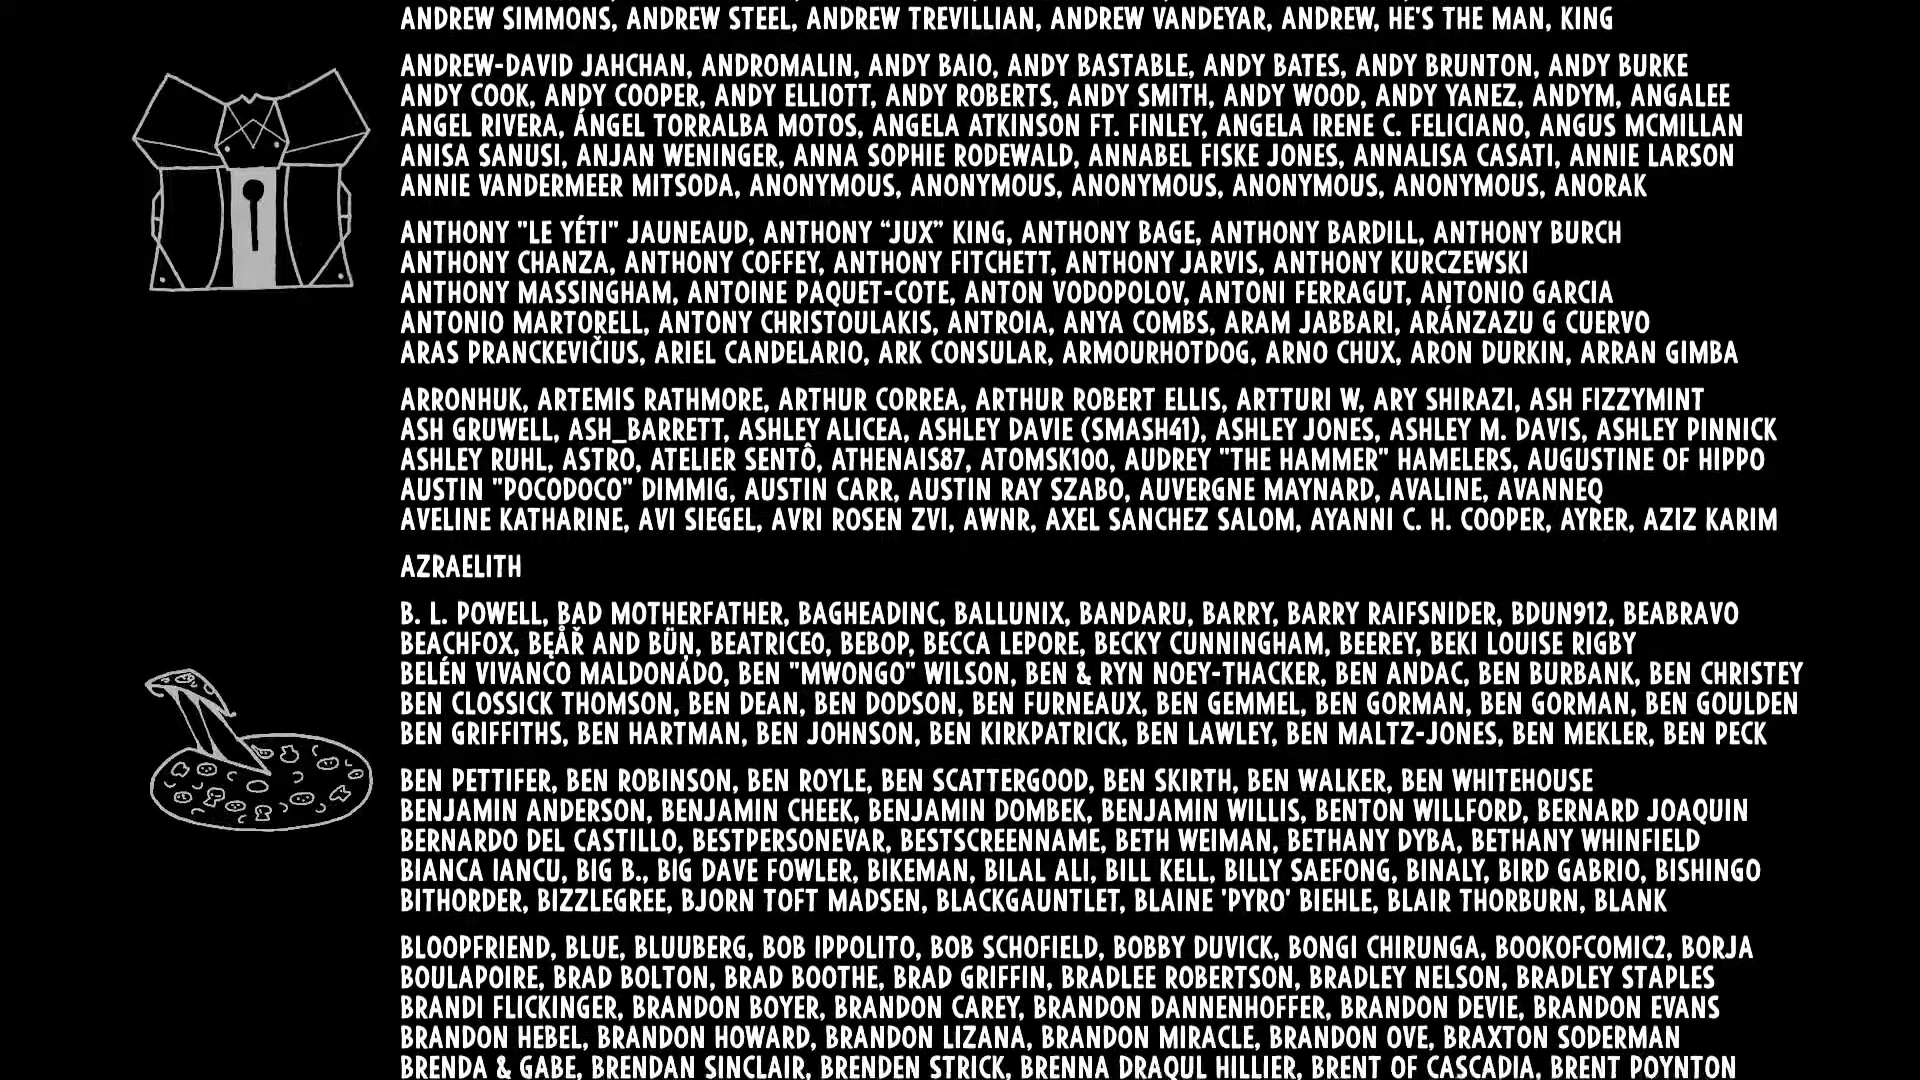 ANDREW SIMMONS, ANDREW STEEL, ANDREW TREVILLIAN, ANDREW VANDEYAR, ANDREW, HE'S THE MAN, KING
ANDREW-DAVID JAHCHAN, ANDROMALIN, ANDY BAIO, ANDY BASTABLE, ANDY BATES, ANDY BRUNTON, ANDY BURKE
ANDY COOK, ANDY COOPER, ANDY ELLIOTT, ANDY ROBERTS, ANDY SMITH, ANDY WOOD, ANDY YANEZ, ANDYM, ANGALEE
ANGEL RIVERA, ÁNGEL TORRALBA MOTOS, ANGELA ATKINSON FT. FINLEY, ANGELA IRENE C. FELICIANO, ANGUS MCMILLAN
ANISA SANUSI, ANJAN WENINGER, ANNA SOPHIE RODEWALD, ANNABEL FISKE JONES, ANNALISA CASATI, ANNIE LARSON
ANNIE VANDERMEER MITSODA, ANONYMOUS, ANONYMOUS, ANONYMOUS, ANONYMOUS, ANONYMOUS, ANORAK
ANTHONY "LE YÉTI" JAUNEAUD, ANTHONY “JUX” KING, ANTHONY BAGE, ANTHONY BARDILL, ANTHONY BURCH
ANTHONY CHANZA, ANTHONY COFFEY, ANTHONY FITCHETT, ANTHONY JARVIS, ANTHONY KURCZEWSKI
ANTHONY MASSINGHAM, ANTOINE PAQUET-COTE, ANTON VODOPOLOV, ANTONI FERRAGUT, ANTONIO GARCIA
ANTONIO MARTORELL, ANTONY CHRISTOULAKIS, ANTROIA, ANYA COMBS, ARAM JABBARI, ARÁNZAZU G CUERVO
ARAS PRANCKEVIČIUS, ARIEL CANDELARIO, ARK CONSULAR, ARMOURHOTDOG, ARNO CHUX, ARON DURKIN, ARRAN GIMBA
ARRONHUK, ARTEMIS RATHMORE, ARTHUR CORREA, ARTHUR ROBERT ELLIS, ARTTURI W, ARY SHIRAZI, ASH FIZZYMINT
ASH GRUWELL, ASH_BARRETT, ASHLEY ALICEA, ASHLEY DAVIE (SMASH41), ASHLEY JONES, ASHLEY M. DAVIS, ASHLEY PINNICK
ASHLEY RUHL, ASTRO, ATELIER SENTÔ, ATHENAIS87, ATOMSK100, AUDREY "THE HAMMER" HAMELERS, AUGUSTINE OF HIPPO
AUSTIN "POCODOCO" DIMMIG, AUSTIN CARR, AUSTIN RAY SZABO, AUVERGNE MAYNARD, AVALINE, AVANNEQ
AVELINE KATHARINE, AVI SIEGEL, AVRI ROSEN ZVI, AWNR, AXEL SANCHEZ SALOM, AYANNI C. H. COOPER, AYRER, AZIZ KARIM
AZRAELITH
B. L. POWELL, BAD MOTHERFATHER, BAGHEADINC, BALLUNIX, BANDARU, BARRY, BARRY RAIFSNIDER, BDUN912, BEABRAVO
BEACHFOX, BĘÅŘ AND BÜŅ, BEATRICEO, BEBOP, BECCA LEPORE, BECKY CUNNINGHAM, BEEREY, BEKI LOUISE RIGBY
BELÉN VIVANCO MALDONADO, BEN "MWONGO" WILSON, BEN & RYN NOEY-THACKER, BEN ANDAC, BEN BURBANK, BEN CHRISTEY
BEN CLOSSICK THOMSON, BEN DEAN, BEN DODSON, BEN FURNEAUX, BEN GEMMEL, BEN GORMAN, BEN GORMAN, BEN GOULDEN
BEN GRIFFITHS, BEN HARTMAN, BEN JOHNSON, BEN KIRKPATRICK, BEN LAWLEY, BEN MALTZ-JONES, BEN MEKLER, BEN PECK
BEN PETTIFER, BEN ROBINSON, BEN ROYLE, BEN SCATTERGOOD, BEN SKIRTH, BEN WALKER, BEN WHITEHOUSE
BENJAMIN ANDERSON, BENJAMIN CHEEK, BENJAMIN DOMBEK, BENJAMIN WILLIS, BENTON WILLFORD, BERNARD JOAQUIN
BERNARDO DEL CASTILLO, BESTPERSONEVAR, BESTSCREENNAME, BETH WEIMAN, BETHANY DYBA, BETHANY WHINFIELD
BIANCA IANCU, BIG B., BIG DAVE FOWLER, BIKEMAN, BILAL ALI, BILL KELL, BILLY SAEFONG, BINALY, BIRD GABRIO, BISHINGO
BITHORDER, BIZZLEGREE, BJORN TOFT MADSEN, BLACKGAUNTLET, BLAINE 'PYRO' BIEHLE, BLAIR THORBURN, BLANK
BLOOPFRIEND, BLUE, BLUUBERG, BOB IPPOLITO, BOB SCHOFIELD, BOBBY DUVICK, BONGI CHIRUNGA, BOOKOFCOMIC2, BORJA
BOULAPOIRE, BRAD BOLTON, BRAD BOOTHE, BRAD GRIFFIN, BRADLEE ROBERTSON, BRADLEY NELSON, BRADLEY STAPLES
BRANDI FLICKINGER, BRANDON BOYER, BRANDON CAREY, BRANDON DANNENHOFFER, BRANDON DEVIE, BRANDON EVANS
BRANDON HEBEL, BRANDON HOWARD, BRANDON LIZANA, BRANDON MIRACLE, BRANDON OVE, BRAXTON SODERMAN
BRENDA & GABE, BRENDAN SINCLAIR, BRENDEN STRICK, BRENNA DRAQUL HILLIER, BRENT OF CASCADIA, BRENT POYNTON